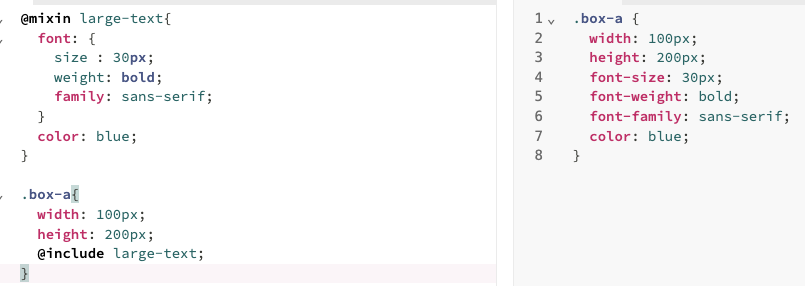 @mixin large-text{
font: {
size : 30px;
weight: bold;
family: sans-serif;
}
color: blue;
}
.box-a{
width: 100px;
height: 200px;
@include large-text;
}
1 .box-a {
2 width: 100px;
3 height: 200px;
4 font-size: 30px;
5 font-weight: bold;
6 font-family: sans-serif;
7 color: blue;
8 }